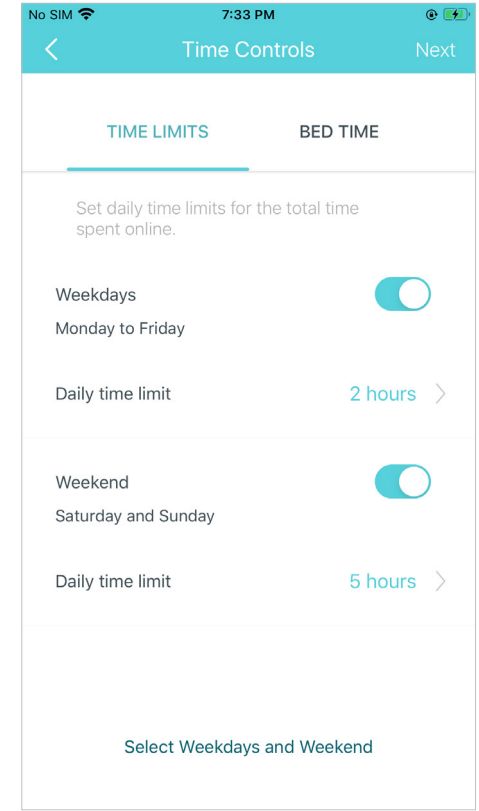 No SIM 7:33 PM
Time Controls Next
TIME LIMITS BED TIME
Set daily time limits for the total time
spent online.
Weekdays
Monday to Friday
Daily time limit 2 hours
Weekend
Saturday and Sunday
Daily time limit 5 hours
Select Weekdays and Weekend